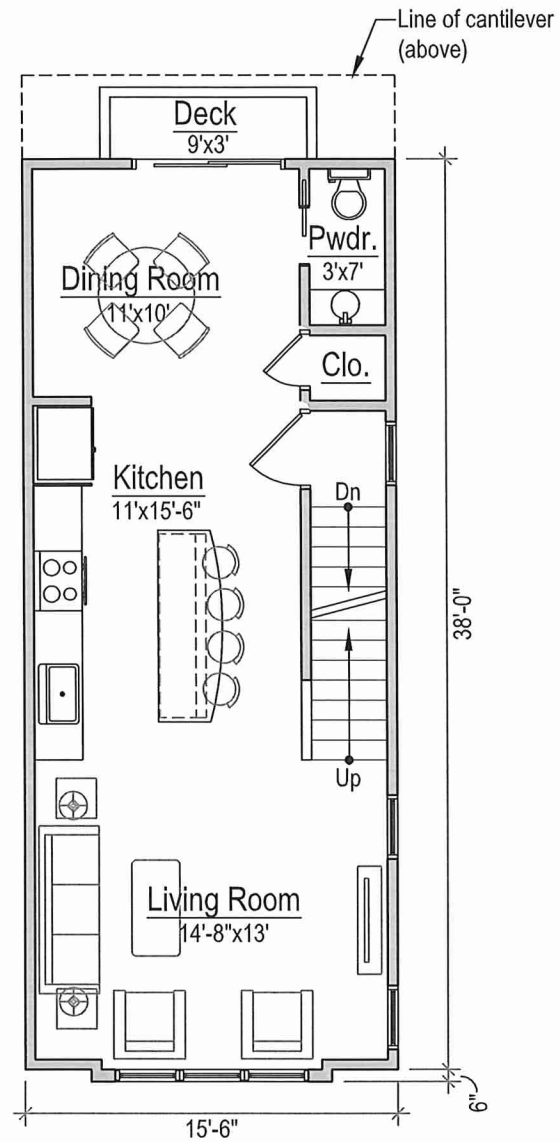 Line of cantilever
(above)
Deck
9'x3'
Pwdr.
3'x7'
Dining Room
11'x10'
Clo.
Kitchen
11'x15'-6"
Dn
38'-0"
Up
Living Room
14'-8"x13'
6"
15'-6"